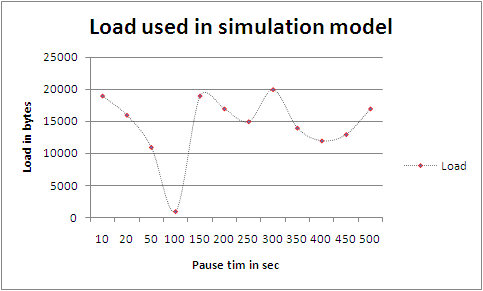 Load used in simulation model
25000
20000
15000
10000
5000
0
Load in bytes
10 20 50 100 150 200 250 300 350 400 450 500
Pause tim in sec
Load